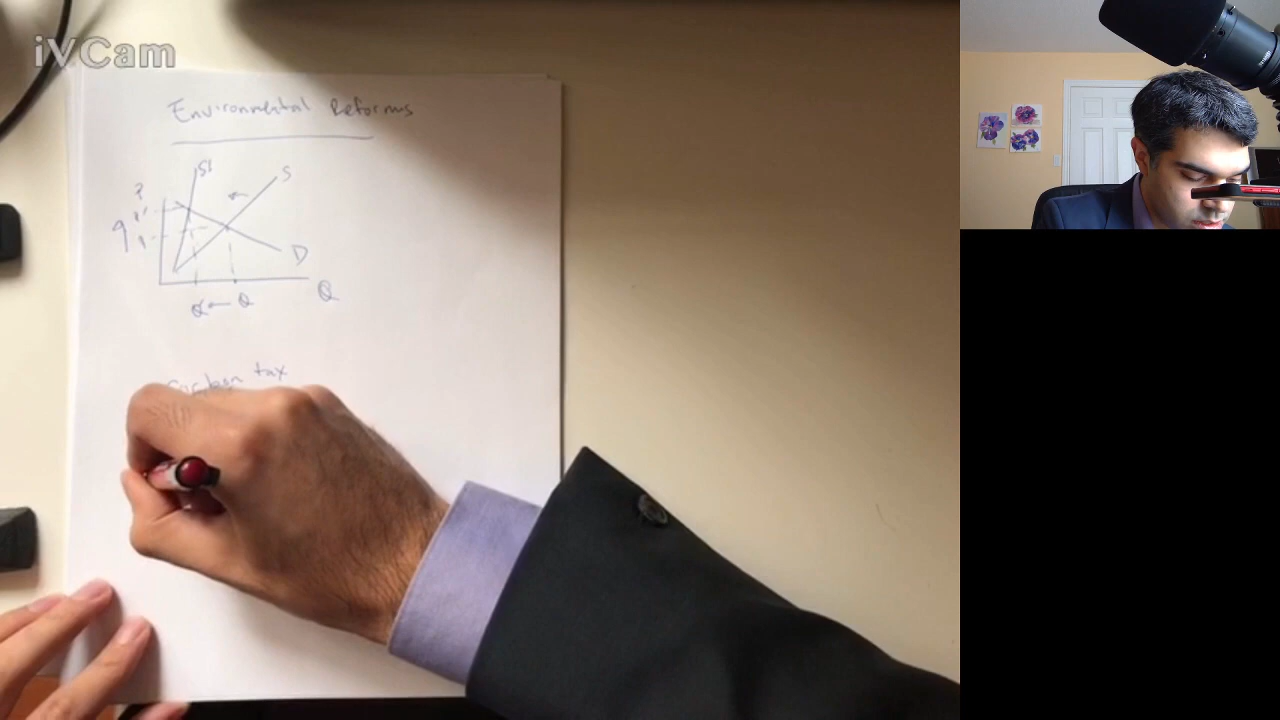 iVCam
Environmental Reforms
S1
S
P
D
Q
Q' ← Q
Carbon tax